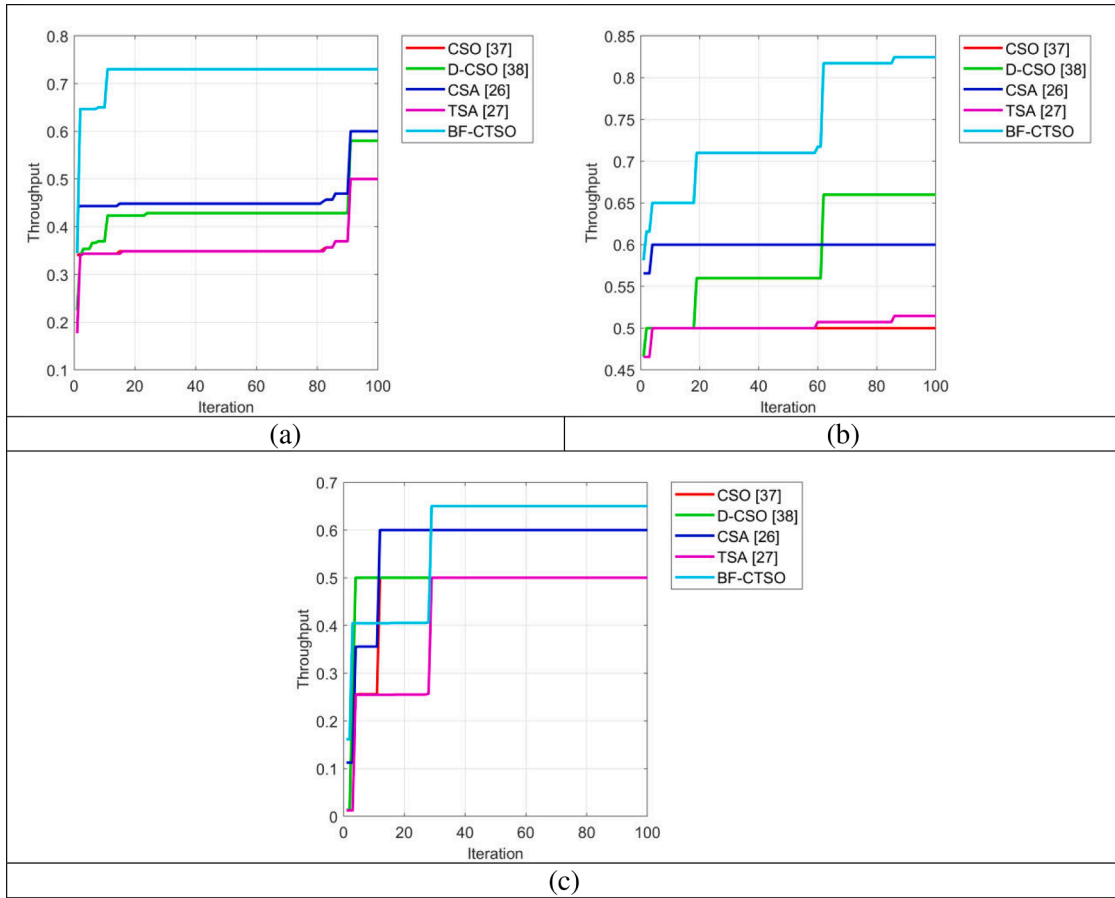 0.8
0.7
0.6
0.5
0.4
0.3
0.2
0.1
Throughput
0 20 40 60 80 100
Iteration
CSO [37]
D-CSO [38]
CSA [26]
TSA [27]
BF-CTSO
0.85
0.8
0.75
0.7
0.65
0.6
0.55
0.5
0.45
Throughput
0 20 40 60 80 100
Iteration
CSO [37]
D-CSO [38]
CSA [26]
TSA [27]
BF-CTSO
(a)
(b)
0.7
0.6
0.5
0.4
0.3
0.2
0.1
0
Throughput
0 20 40 60 80 100
Iteration
CSO [37]
D-CSO [38]
CSA [26]
TSA [27]
BF-CTSO
(c)